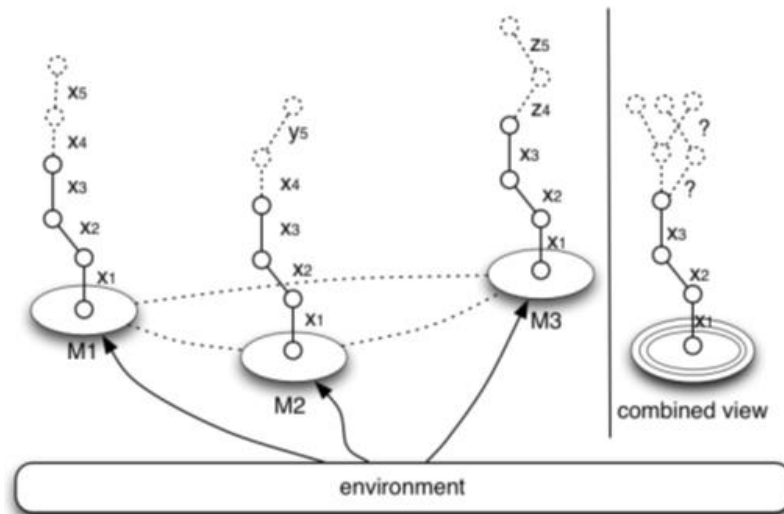 x5
x4
x3
x2
x1
M1
y5
x4
x3
x2
x1
M2
z5
z4
x3
x2
x1
M3
?
?
x3
x2
x1
combined view
environment